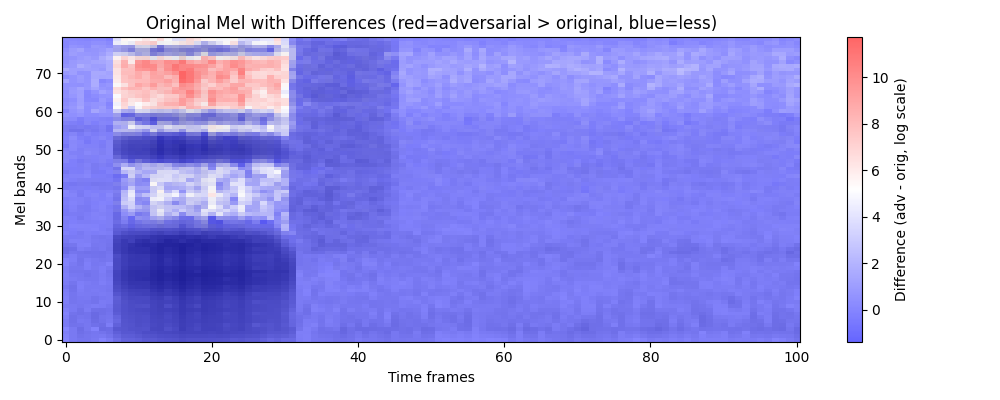 Original Mel with Differences (red=adversarial > original, blue=less)
70
60
50
40
30
20
10
0
Mel bands
0 20 40 60 80 100
Time frames
10
8
6
4
2
0
Difference (adv - orig, log scale)